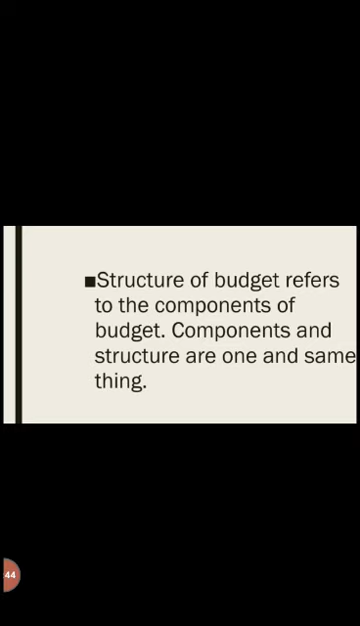 ■Structure of budget refers
to the components of
budget. Components and
structure are one and same
thing.
44